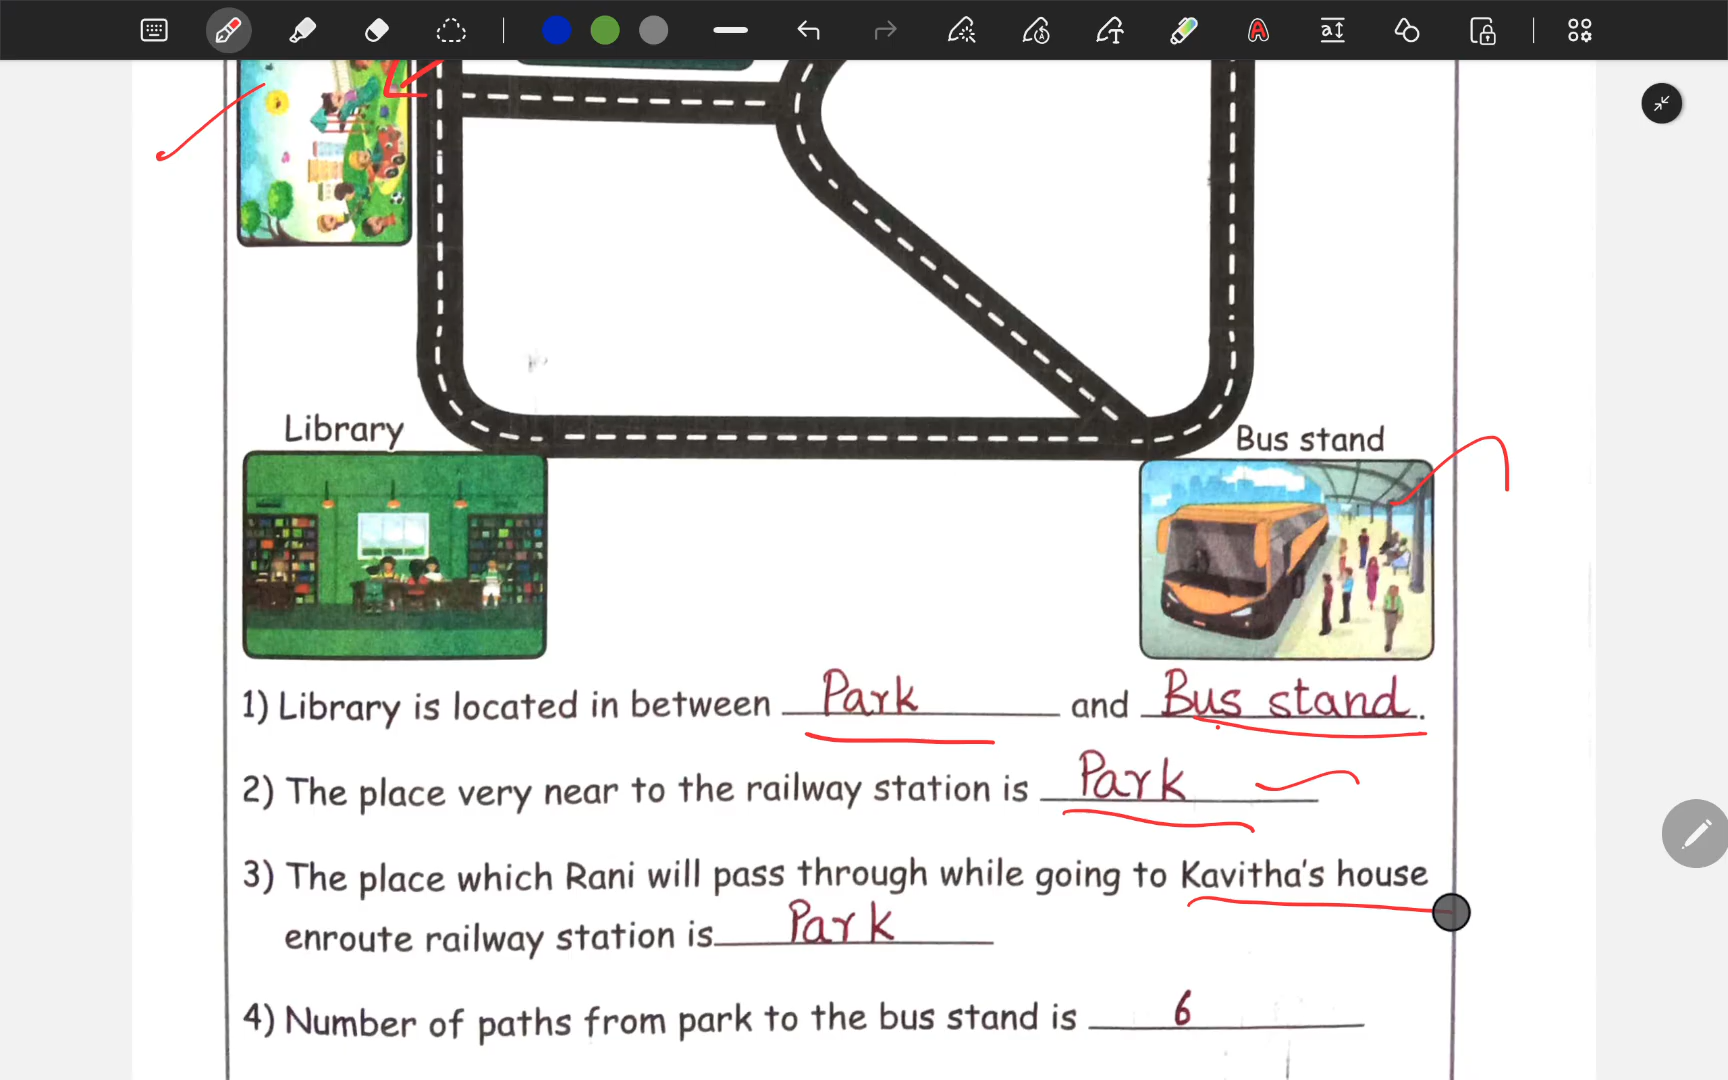 Library
Bus stand
1) Library is located in between Park and Bus stand.
2) The place very near to the railway station is Park
3) The place which Rani will pass through while going to Kavitha's house
enroute railway station is Park
4) Number of paths from park to the bus stand is 6